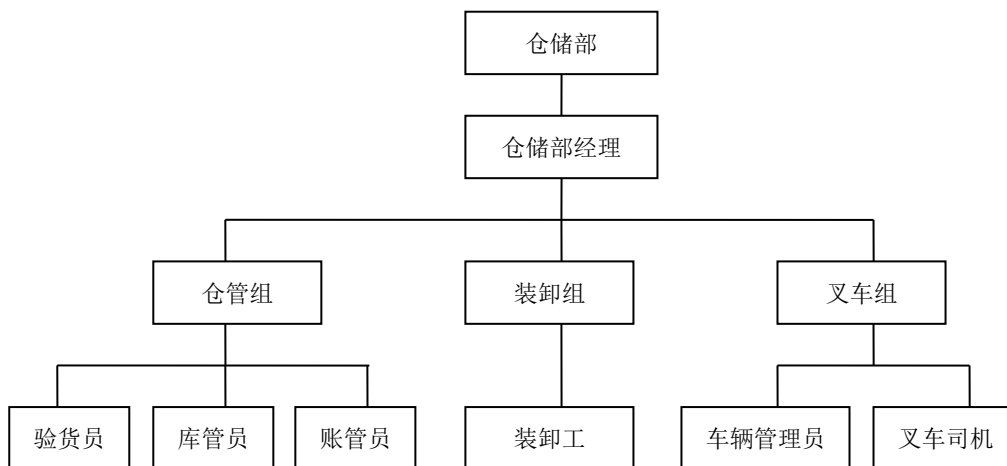 仓储部
仓储部经理
仓管组
装卸组
叉车组
验货员
库管员
账管员
装卸工
车辆管理员
叉车司机